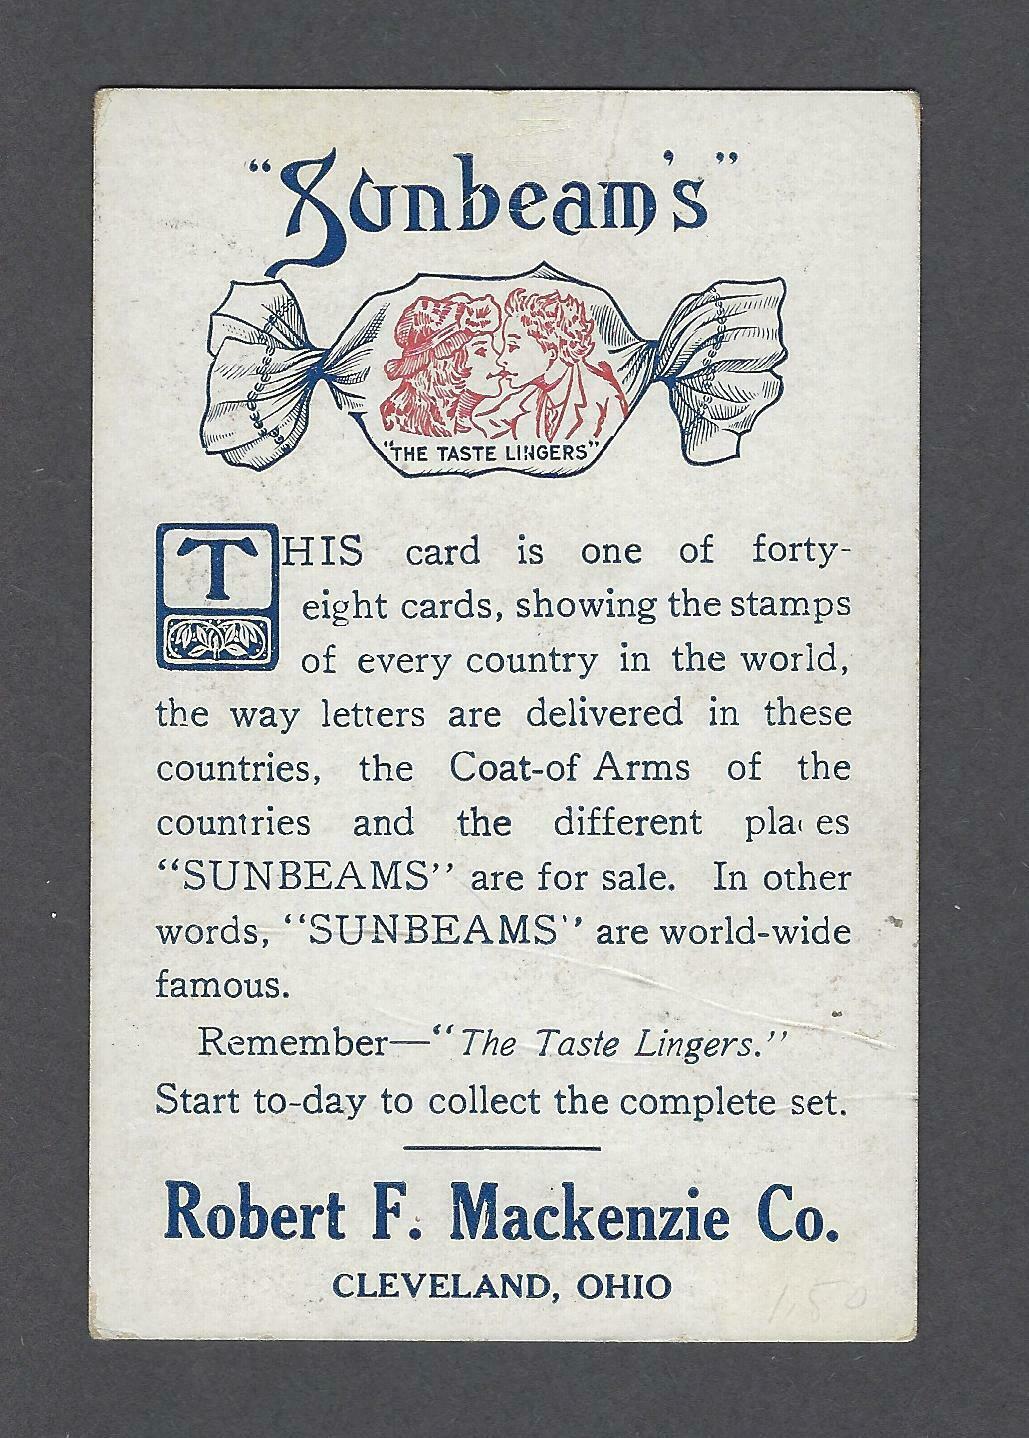 "Sunbeam's"
"THE TASTE LINGERS"
THIS card is one of forty-
eight cards, showing the stamps
of every country in the world,
the way letters are delivered in these
countries, the Coat-of Arms of the
countries and the different places
"SUNBEAMS" are for sale. In other
words, "SUNBEAMS" are world-wide
famous.
Remember—"The Taste Lingers."
Start to-day to collect the complete set.
Robert F. Mackenzie Co.
CLEVELAND, OHIO
1.50